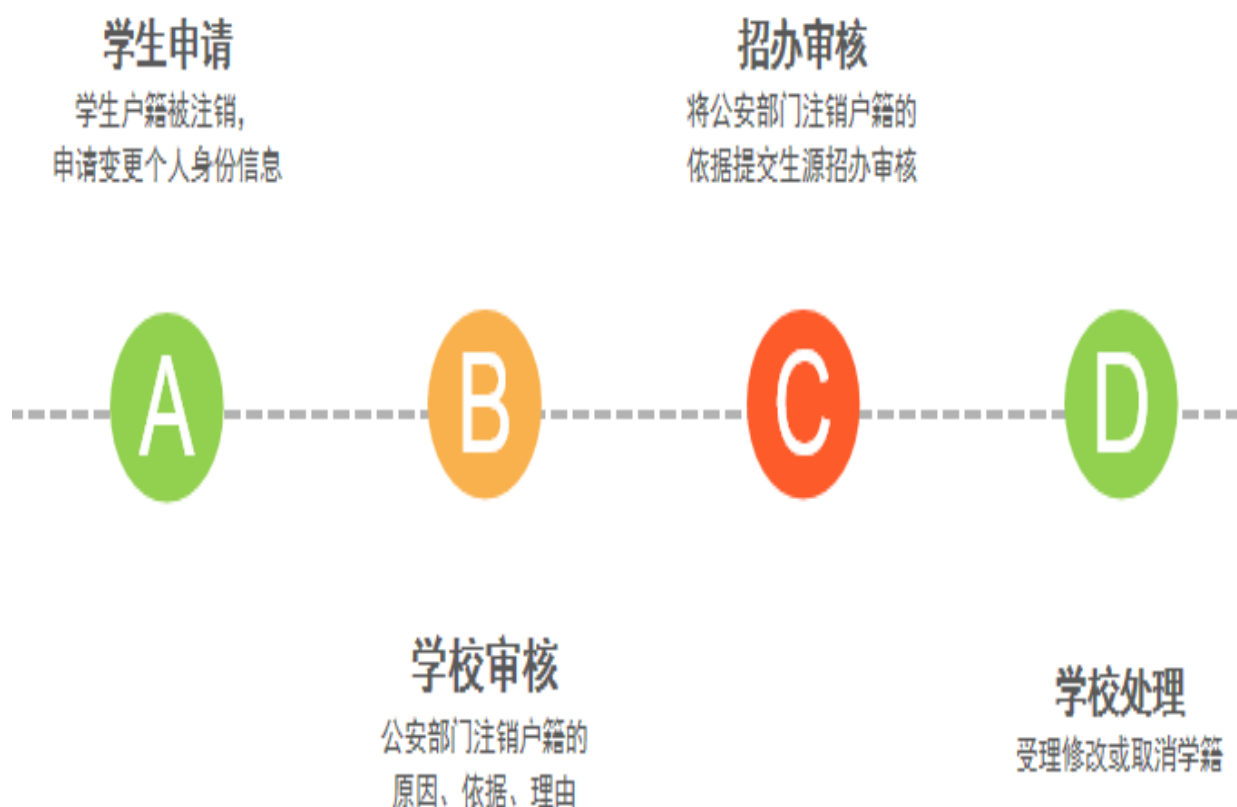 学生申请
学生户籍被注销，
申请变更个人身份信息
招办审核
将公安部门注销户籍的
依据提交生源招办审核
A
B
C
D
学校审核
公安部门注销户籍的
原因、依据、理由
学校处理
受理修改或取消学籍